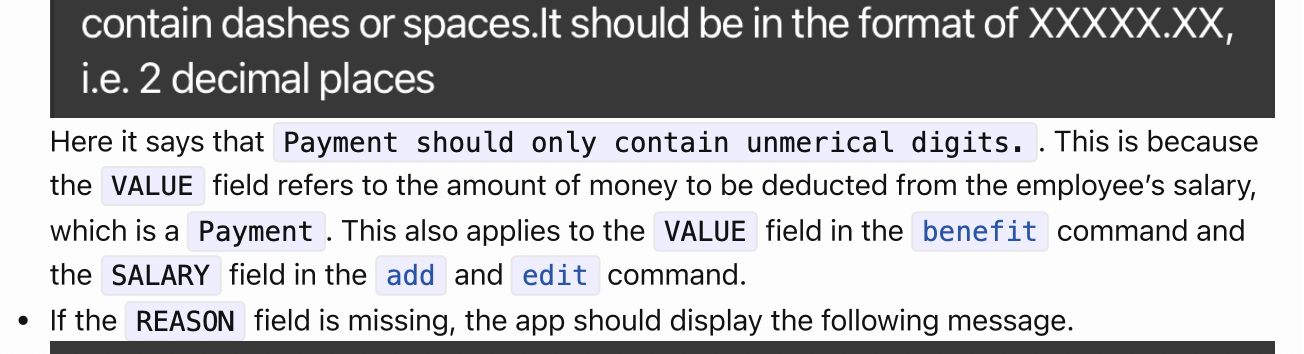 contain dashes or spaces.It should be in the format of XXXXX.XX,
i.e. 2 decimal places
Here it says that Payment should only contain unmerical digits. . This is because
the VALUE field refers to the amount of money to be deducted from the employee’s salary,
which is a Payment . This also applies to the VALUE field in the benefit command and
the SALARY field in the add and edit command.
• If the REASON field is missing, the app should display the following message.